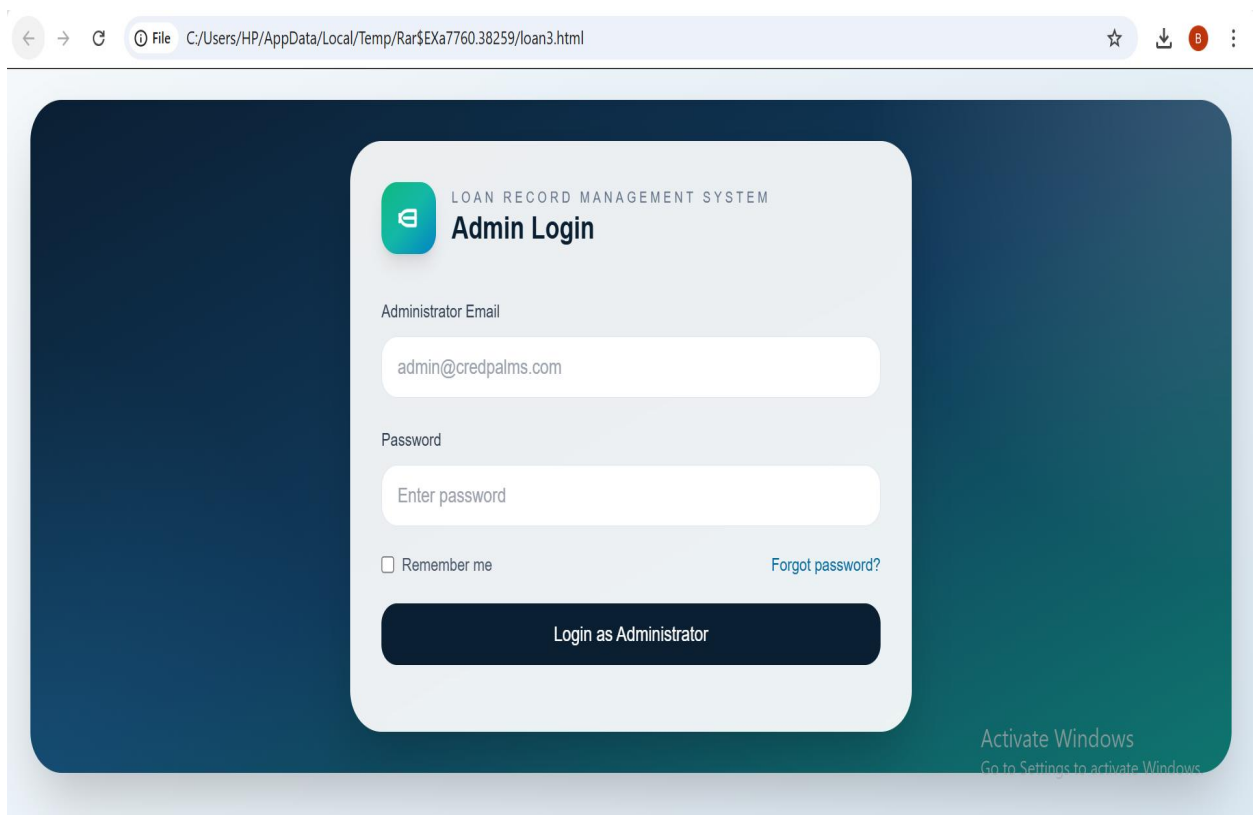 File C:/Users/HP/AppData/Local/Temp/Rar$EXa7760.38259/loan3.html
B
LOAN RECORD MANAGEMENT SYSTEM
Admin Login
Administrator Email
admin@credpalms.com
Password
Enter password
Remember me Forgot password?
Login as Administrator
Activate Windows
Go to Settings to activate Windows.